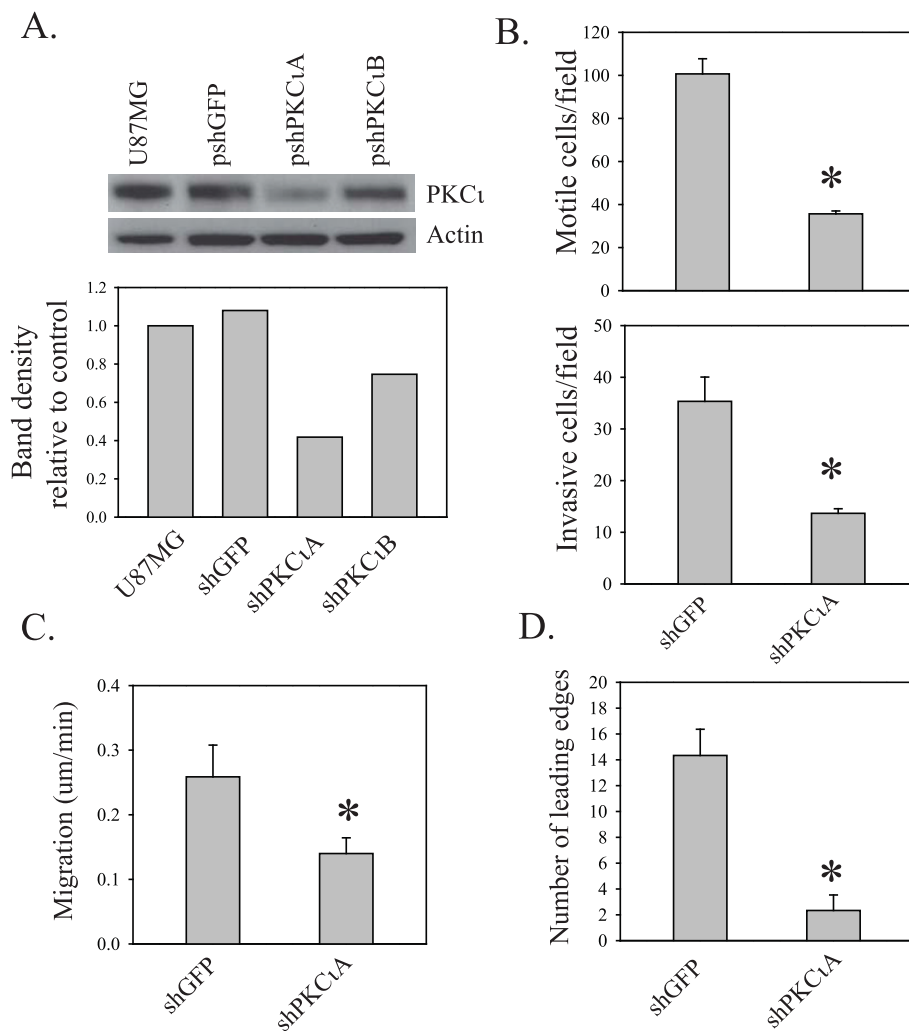 A.
U87MG
pshGFP
pshPKCιA
pshPKCιB
PKCι
Actin
1.2
1.0
0.8
0.6
0.4
0.2
0.0
Band density
relative to control
U87MG
shGFP
shPKCιA
shPKCιB
B.
120
100
80
60
40
20
0
Motile cells/field
*
50
40
30
20
10
0
Invasive cells/field
*
shGFP
shPKCιA
C.
0.4
0.3
0.2
0.1
0.0
Migration (um/min)
*
shGFP
shPKCιA
D.
20
18
16
14
12
10
8
6
4
2
0
Number of leading edges
*
shGFP
shPKCιA